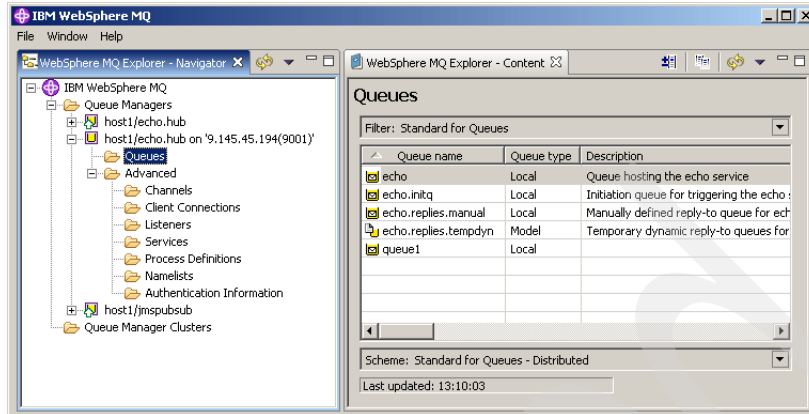 IBM WebSphere MQ
File Window Help
WebSphere MQ Explorer - Navigator
IBM WebSphere MQ
Queue Managers
host1/echo.hub
host1/echo.hub on '9.145.45.194(9001)'
Queues
Advanced
Channels
Client Connections
Listeners
Services
Process Definitions
Namelists
Authentication Information
host1/jmspubsub
Queue Manager Clusters
WebSphere MQ Explorer - Content
Queues
Filter: Standard for Queues
Queue name Queue type Description
echo Local Queue hosting the echo service
echo.initq Local Initiation queue for triggering the echo
echo.replies.manual Local Manually defined reply-to queue for ech
echo.replies.tempdyn Model Temporary dynamic reply-to queues for
queue1 Local
Scheme: Standard for Queues - Distributed
Last updated: 13:10:03